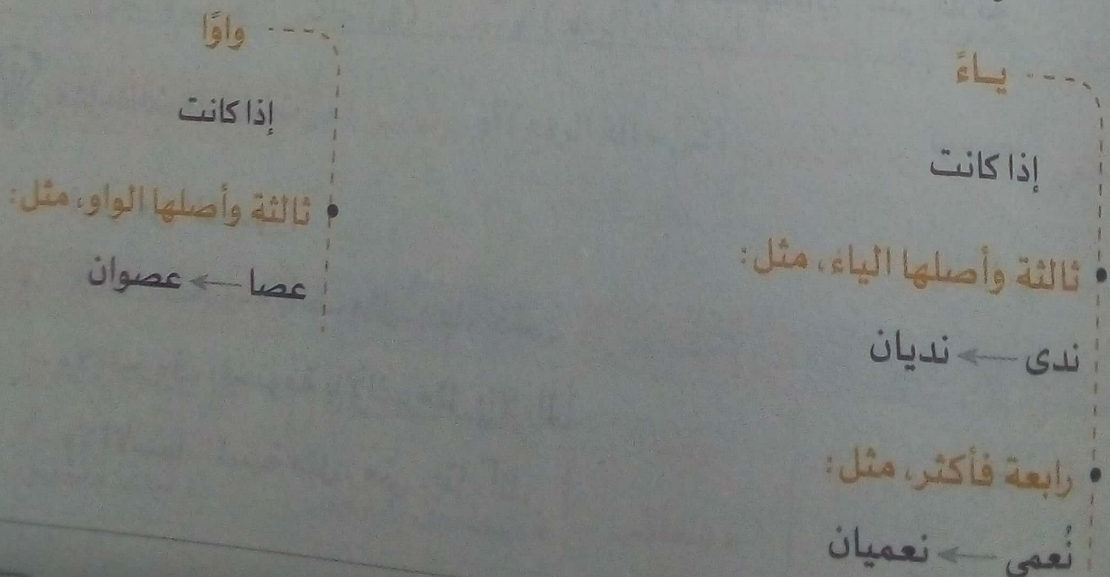 ياءً
إذا كانت
ثالثة وأصلها الياء، مثل:
ندى ← نديان
رابعة فأكثر، مثل:
نُعمى ← نعميان
واوًا
إذا كانت
ثالثة وأصلها الواو، مثل:
عصا ← عصوان